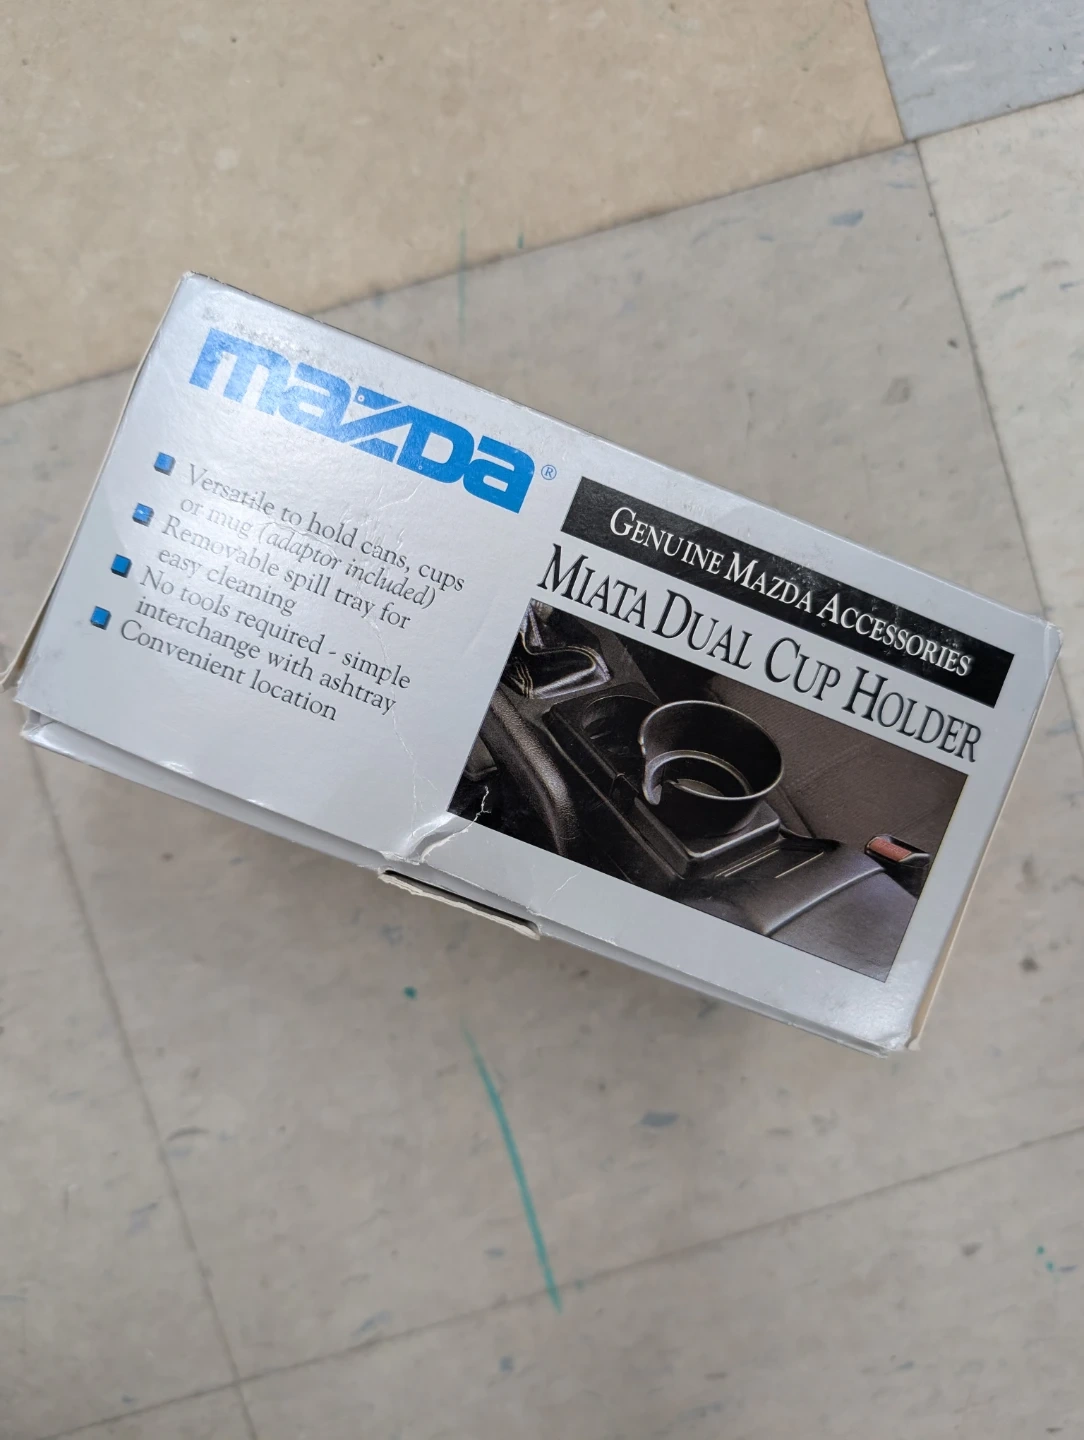 mazda®
Versatile to hold cans, cups
or mug (adaptor included)
Removable spill tray for
easy cleaning
No tools required - simple
interchange with ashtray
Convenient location
GENUINE MAZDA ACCESSORIES
MIATA DUAL CUP HOLDER